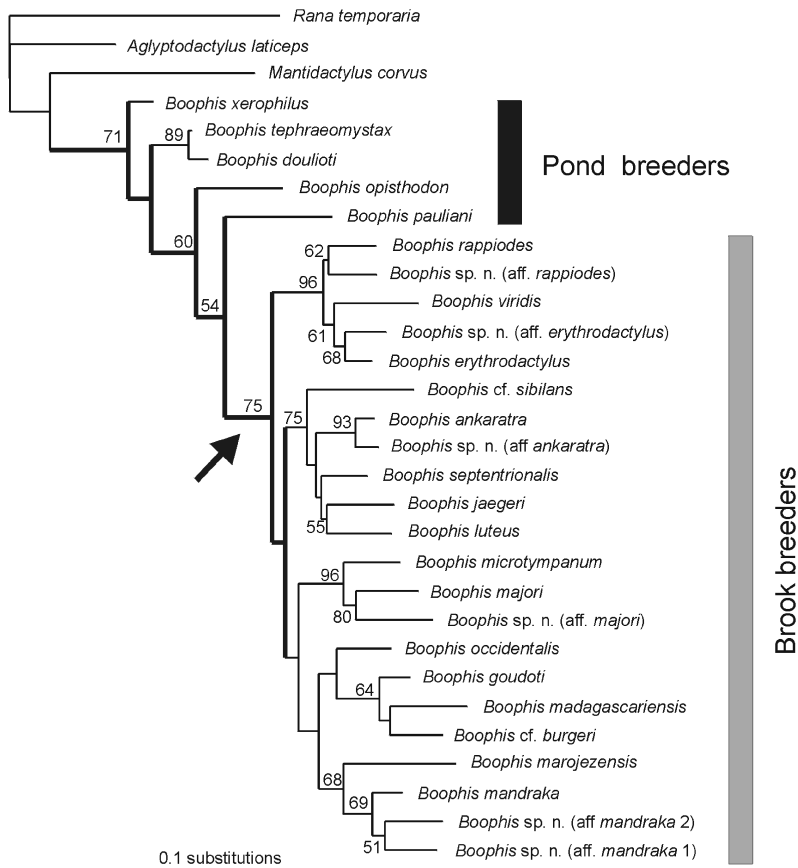 Rana temporaria
Aglyptodactylus laticeps
Mantidactylus corvus
Boophis xerophilus
71
89
Boophis tephraeomystax
Boophis doulioti
Pond breeders
Boophis opisthodon
Boophis pauliani
60
54
Boophis rappiodes
62
Boophis sp. n. (aff. rappiodes)
96
Boophis viridis
Boophis sp. n. (aff. erythrodactylus)
61
68
Boophis erythrodactylus
Boophis cf. sibilans
75
75
Boophis ankaratra
93
Boophis sp. n. (aff ankaratra)
Boophis septentrionalis
Boophis jaegeri
55
Boophis luteus
Boophis microtympanum
96
Boophis majori
80
Boophis sp. n. (aff. majori)
Boophis occidentalis
Boophis goudoti
64
Boophis madagascariensis
Boophis cf. burgeri
Boophis marojezensis
68
Boophis mandraka
69
Boophis sp. n. (aff mandraka 2)
51
Boophis sp. n. (aff. mandraka 1)
Brook breeders
0.1 substitutions